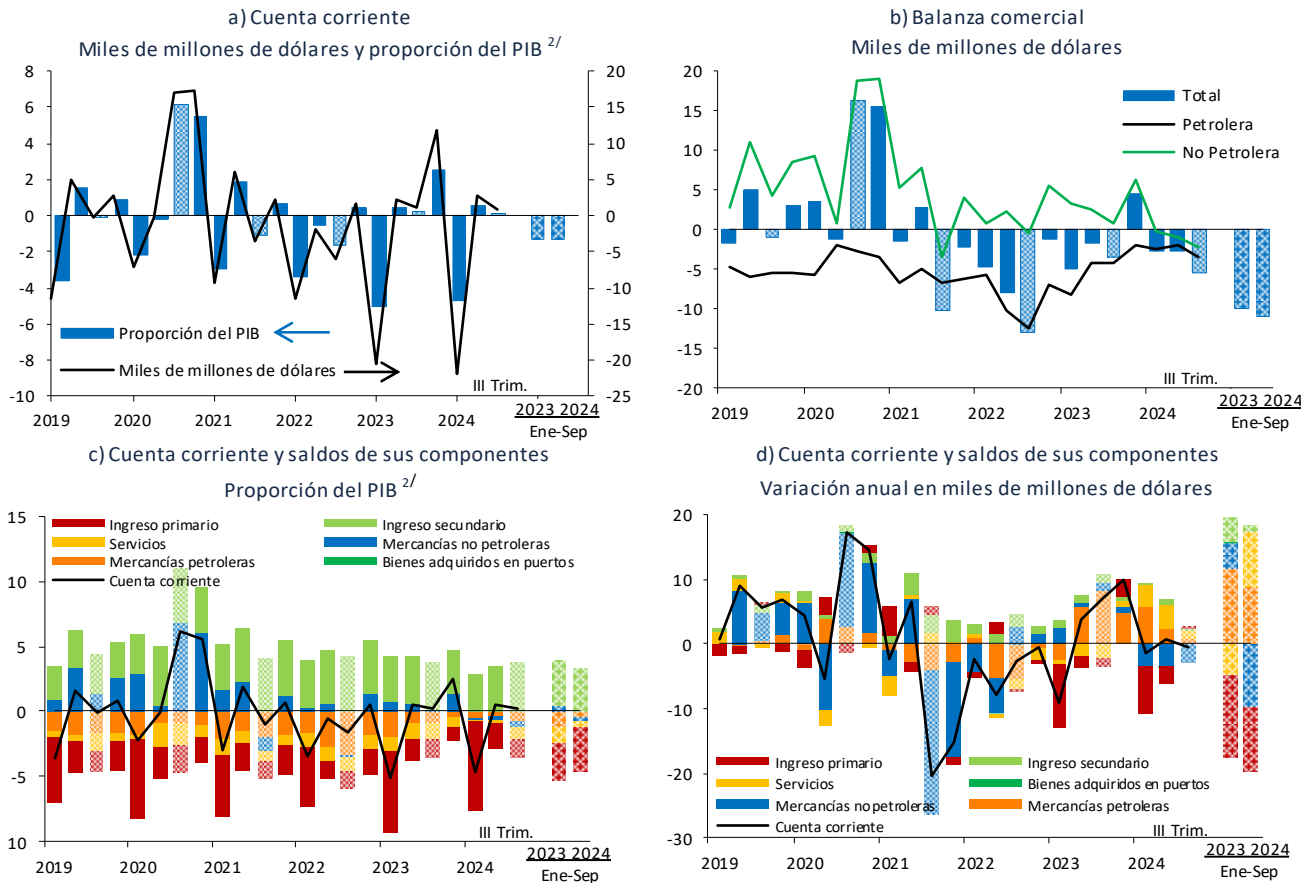 a) Cuenta corriente
Miles de millones de dólares y proporción del PIB 2/
8
6
4
2
0
-2
-4
-6
-8
-10
20
15
10
5
0
-5
-10
-15
-20
-25
Proporción del PIB
Miles de millones de dólares
III Trim.
2019
2020
2021
2022
2023
2024
2023 2024
Ene-Sep
b) Balanza comercial
Miles de millones de dólares
20
15
10
5
0
-5
-10
-15
-20
Total
Petrolera
No Petrolera
III Trim.
2019
2020
2021
2022
2023
2024
2023 2024
Ene-Sep
c) Cuenta corriente y saldos de sus componentes
Proporción del PIB 2/
15
10
5
0
5
10
Ingreso primario
Ingreso secundario
Servicios
Mercancías no petroleras
Mercancías petroleras
Bienes adquiridos en puertos
Cuenta corriente
III Trim.
2019
2020
2021
2022
2023
2024
2023 2024
Ene-Sep
d) Cuenta corriente y saldos de sus componentes
Variación anual en miles de millones de dólares
20
10
0
-10
-20
-30
Ingreso primario
Ingreso secundario
Servicios
Bienes adquiridos en puertos
Mercancías no petroleras
Mercancías petroleras
Cuenta corriente
III Trim.
2019
2020
2021
2022
2023
2024
2023 2024
Ene-Sep